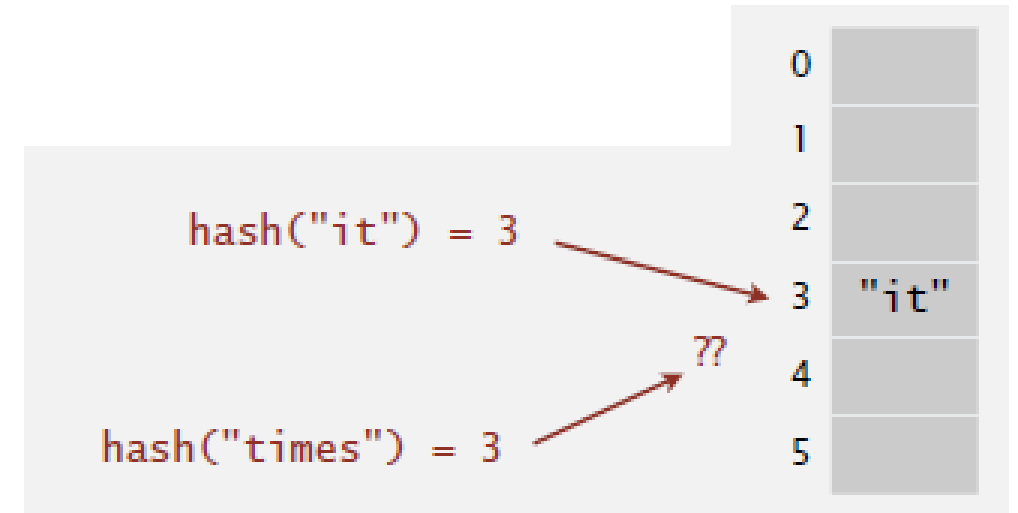 0
1
2
hash("it") = 3
3 "it"
??
4
hash("times") = 3
5